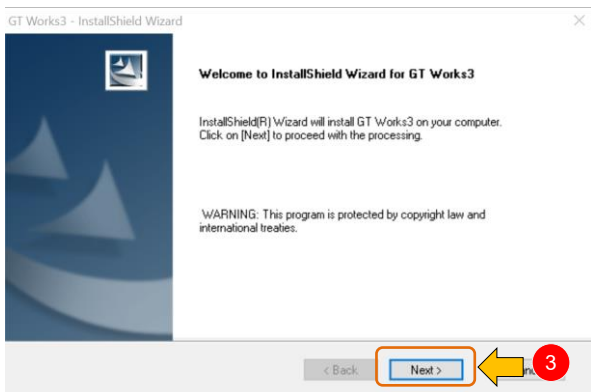 GT Works3 - InstallShield Wizard
Welcome to InstallShield Wizard for GT Works3
InstallShield(R) Wizard will install GT Works3 on your computer.
Click on [Next] to proceed with the processing.
WARNING: This program is protected by copyright law and
international treaties.
< Back
Next >
3